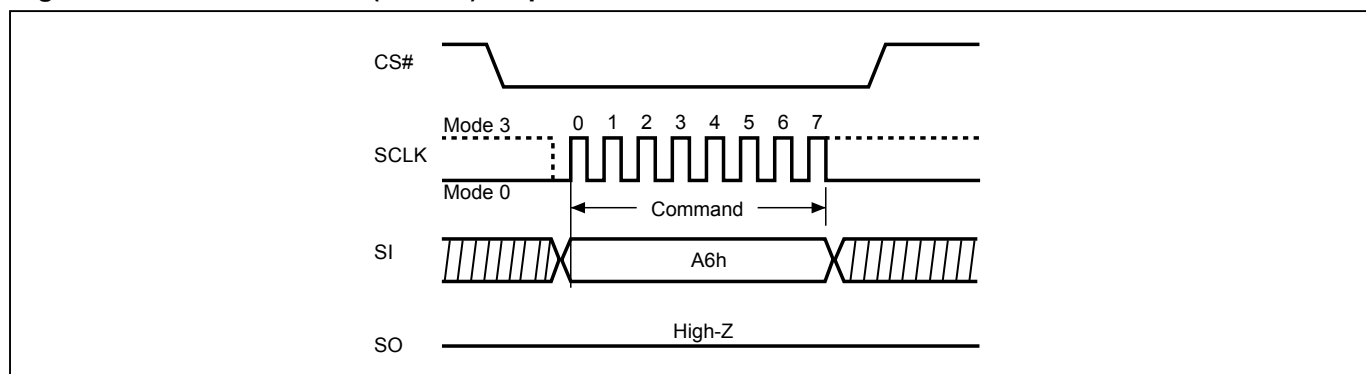 CS#
Mode 3
0 1 2 3 4 5 6 7
SCLK
Mode 0
Command
SI
A6h
High-Z
SO